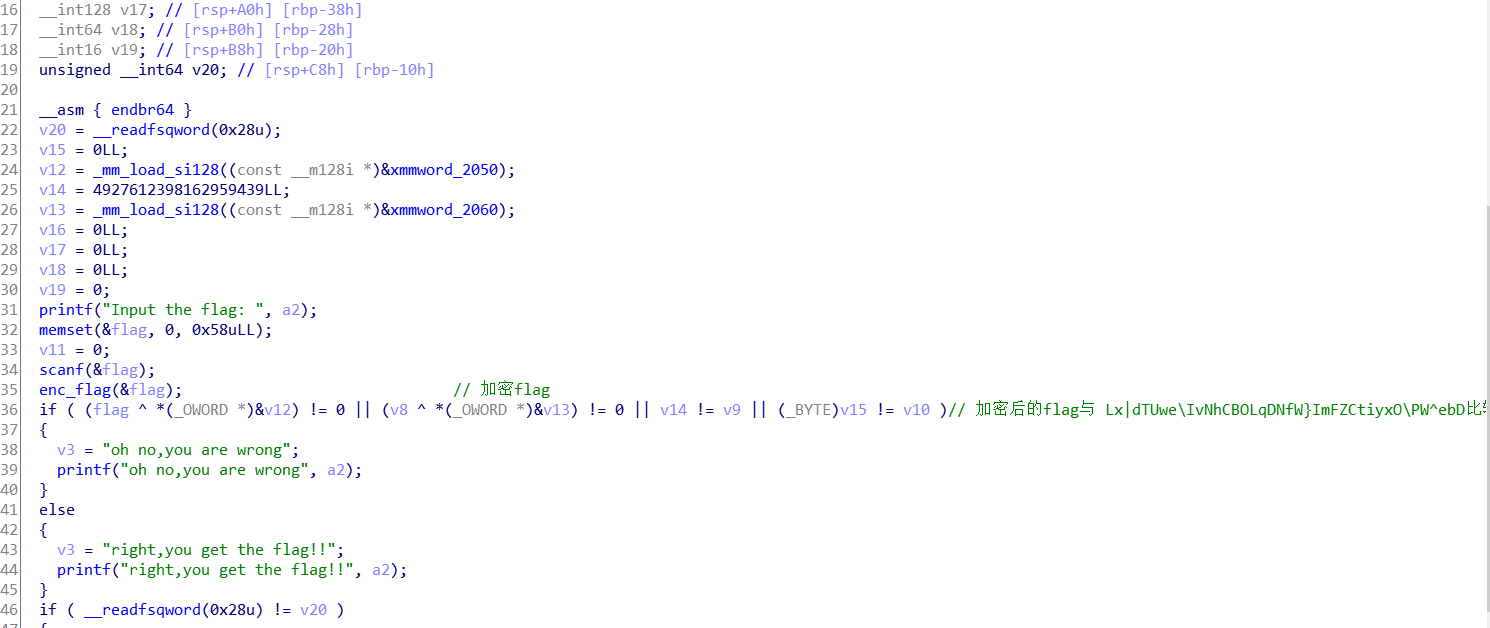 16 __int128 v17; // [rsp+A0h] [rbp-38h]
17 __int64 v18; // [rsp+B0h] [rbp-28h]
18 __int16 v19; // [rsp+B8h] [rbp-20h]
19 unsigned __int64 v20; // [rsp+C8h] [rbp-10h]
20
21 __asm { endbr64 }
22 v20 = __readfsqword(0x28u);
23 v15 = 0LL;
24 v12 = _mm_load_si128((const __m128i *)&xmmword_2050);
25 v14 = 4927612398162959439LL;
26 v13 = _mm_load_si128((const __m128i *)&xmmword_2060);
27 v16 = 0LL;
28 v17 = 0LL;
29 v18 = 0LL;
30 v19 = 0;
31 printf("Input the flag: ", a2);
32 memset(&flag, 0, 0x58uLL);
33 v11 = 0;
34 scanf(&flag);
35 enc_flag(&flag); // 加密flag
36 if ( (flag ^ *(_OWORD *)&v12) != 0 || (v8 ^ *(_OWORD *)&v13) != 0 || v14 != v9 || (_BYTE)v15 != v10 )// 加密后的flag与 Lx|dTUwe\IvNhCBOLqDNfW}ImFZCtiyxO\PW^ebD比
37 {
38 v3 = "oh no,you are wrong";
39 printf("oh no,you are wrong", a2);
40 }
41 else
42 {
43 v3 = "right,you get the flag!!";
44 printf("right,you get the flag!!", a2);
45 }
46 if ( __readfsqword(0x28u) != v20 )